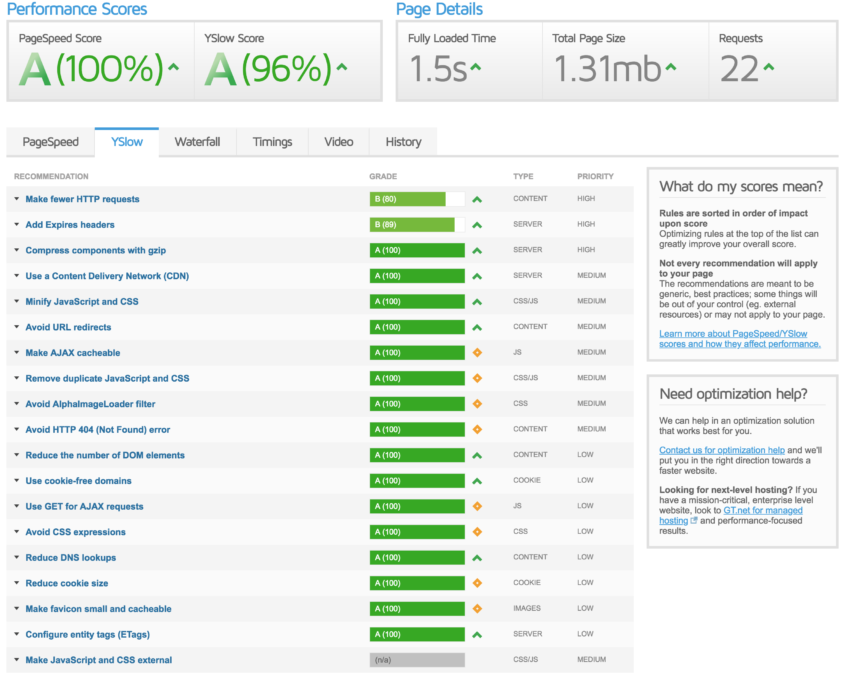 Performance Scores
Page Details
PageSpeed Score
YSlow Score
Fully Loaded Time
Total Page Size
Requests
A (100%)
A (96%)
1.5s
1.31mb
22
PageSpeed
YSlow
Waterfall
Timings
Video
History
RECOMMENDATION GRADE TYPE PRIORITY
Make fewer HTTP requests B (80) CONTENT HIGH
Add Expires headers B (89) SERVER HIGH
Compress components with gzip A (100) SERVER HIGH
Use a Content Delivery Network (CDN) A (100) SERVER MEDIUM
Minify JavaScript and CSS A (100) CSS/JS MEDIUM
Avoid URL redirects A (100) CONTENT MEDIUM
Make AJAX cacheable A (100) JS MEDIUM
Remove duplicate JavaScript and CSS A (100) CSS/JS MEDIUM
Avoid AlphaImageLoader filter A (100) CSS MEDIUM
Avoid HTTP 404 (Not Found) error A (100) CONTENT MEDIUM
Reduce the number of DOM elements A (100) CONTENT LOW
Use cookie-free domains A (100) COOKIE LOW
Use GET for AJAX requests A (100) JS LOW
Avoid CSS expressions A (100) CSS LOW
Reduce DNS lookups A (100) CONTENT LOW
Reduce cookie size A (100) COOKIE LOW
Make favicon small and cacheable A (100) IMAGES LOW
Configure entity tags (ETags) A (100) SERVER LOW
Make JavaScript and CSS external (n/a) CSS/JS MEDIUM
What do my scores mean?
Rules are sorted in order of impact
upon score
Optimizing rules at the top of the list can
greatly improve your overall score.
Not every recommendation will apply
to your page
The recommendations are meant to be
generic, best practices; some things will
be out of your control (eg. external
resources) or may not apply to your page.
Learn more about PageSpeed/YSlow
scores and how they affect performance.
Need optimization help?
We can help in an optimization solution
that works best for you.
Contact us for optimization help and we'll
put you in the right direction towards a
faster website.
Looking for next-level hosting? If you
have a mission-critical, enterprise level
website, look to GT.net for managed
hosting and performance-focused
results.